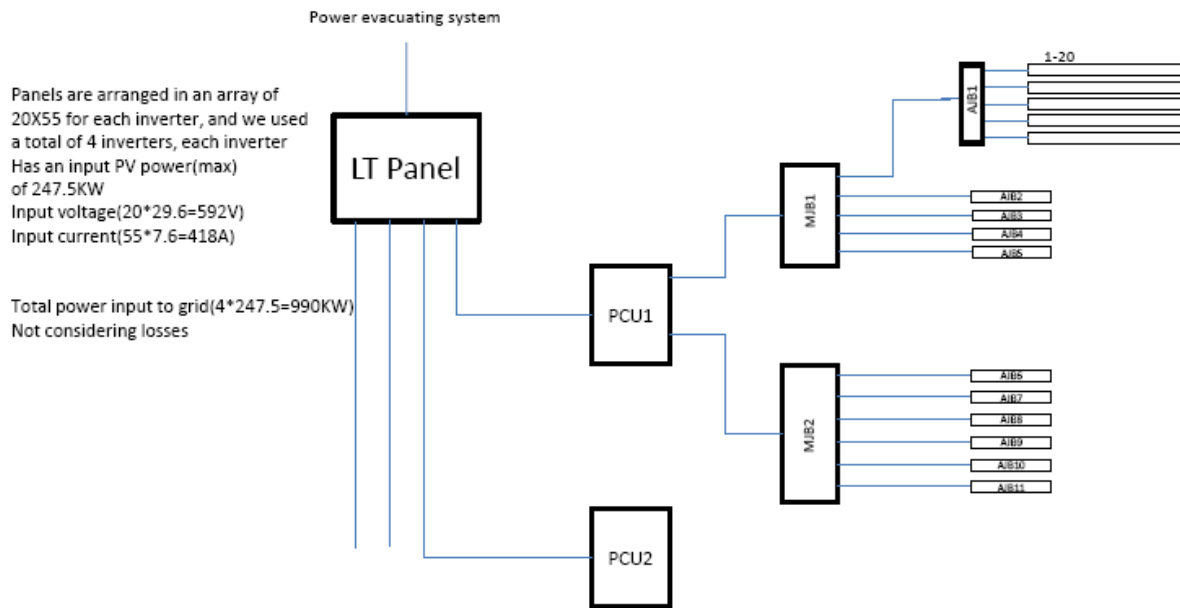 Power evacuating system
Panels are arranged in an array of
20X55 for each inverter, and we used
a total of 4 inverters, each inverter
Has an input PV power(max)
of 247.5KW
Input voltage(20*29.6=592V)
Input current(55*7.6=418A)
Total power input to grid(4*247.5=990KW)
Not considering losses
LT Panel
1-20
AJB1
MJB1
AJB2
AJB3
AJB4
AJB5
PCU1
MJB2
AJB6
AJB7
AJB8
AJB9
AJB10
AJB11
PCU2